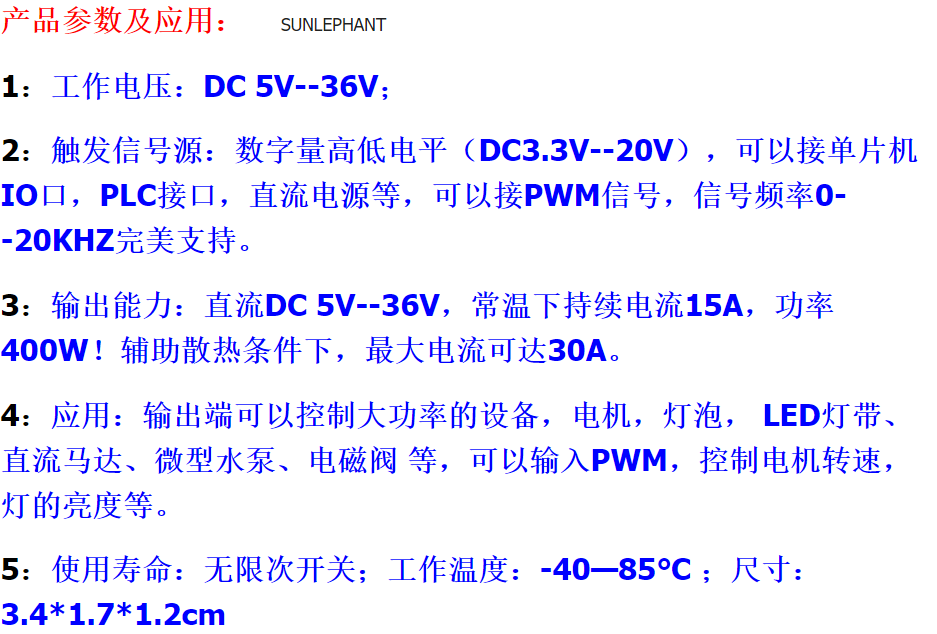 产品参数及应用： SUNLEPHANT
1：工作电压：DC 5V--36V；
2：触发信号源：数字量高低电平（DC3.3V--20V），可以接单片机
IO口，PLC接口，直流电源等，可以接PWM信号，信号频率0-
-20KHZ完美支持。
3：输出能力：直流DC 5V--36V，常温下持续电流15A，功率
400W！辅助散热条件下，最大电流可达30A。
4：应用：输出端可以控制大功率的设备，电机，灯泡， LED灯带、
直流马达、微型水泵、电磁阀 等，可以输入PWM，控制电机转速，
灯的亮度等。
5：使用寿命：无限次开关；工作温度：-40—85℃ ；尺寸：
3.4*1.7*1.2cm